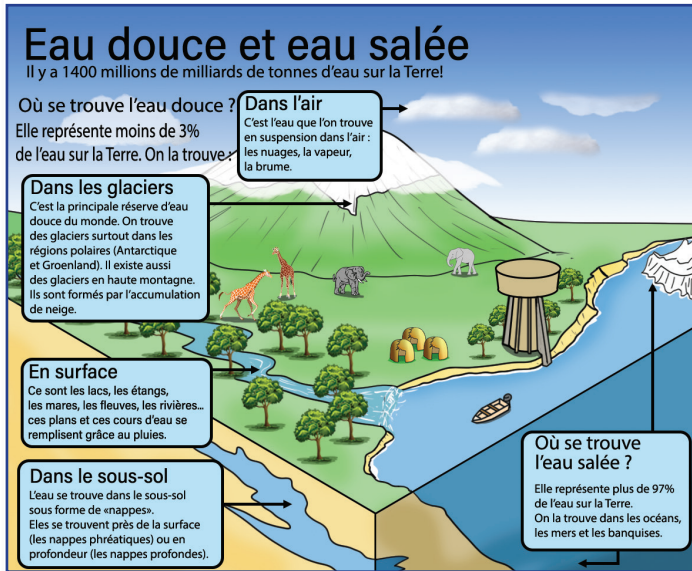 Eau douce et eau salée
Il y a 1400 millions de milliards de tonnes d'eau sur la Terre!
Où se trouve l'eau douce ?
Elle représente moins de 3%
de l'eau sur la Terre. On la trouve :
Dans l'air
C'est l'eau que l'on trouve
en suspension dans l'air :
les nuages, la vapeur,
la brume.
Dans les glaciers
C'est la principale réserve d'eau
douce du monde. On trouve
des glaciers surtout dans les
régions polaires (Antarctique
et Groenland). Il existe aussi
des glaciers en haute montagne.
Ils sont formés par l'accumulation
de neige.
En surface
Ce sont les lacs, les étangs,
les mares, les fleuves, les rivières...
ces plans et ces cours d'eau se
remplisent grâce au pluies.
Dans le sous-sol
L'eau se trouve dans le sous-sol
sous forme de «nappes».
Eles se trouvent près de la surface
(les nappes phréatiques) ou en
profondeur (les nappes profondes).
Où se trouve
l'eau salée ?
Elle représente plus de 97%
de l'eau sur la Terre.
On la trouve dans les océans,
les mers et les banquises.